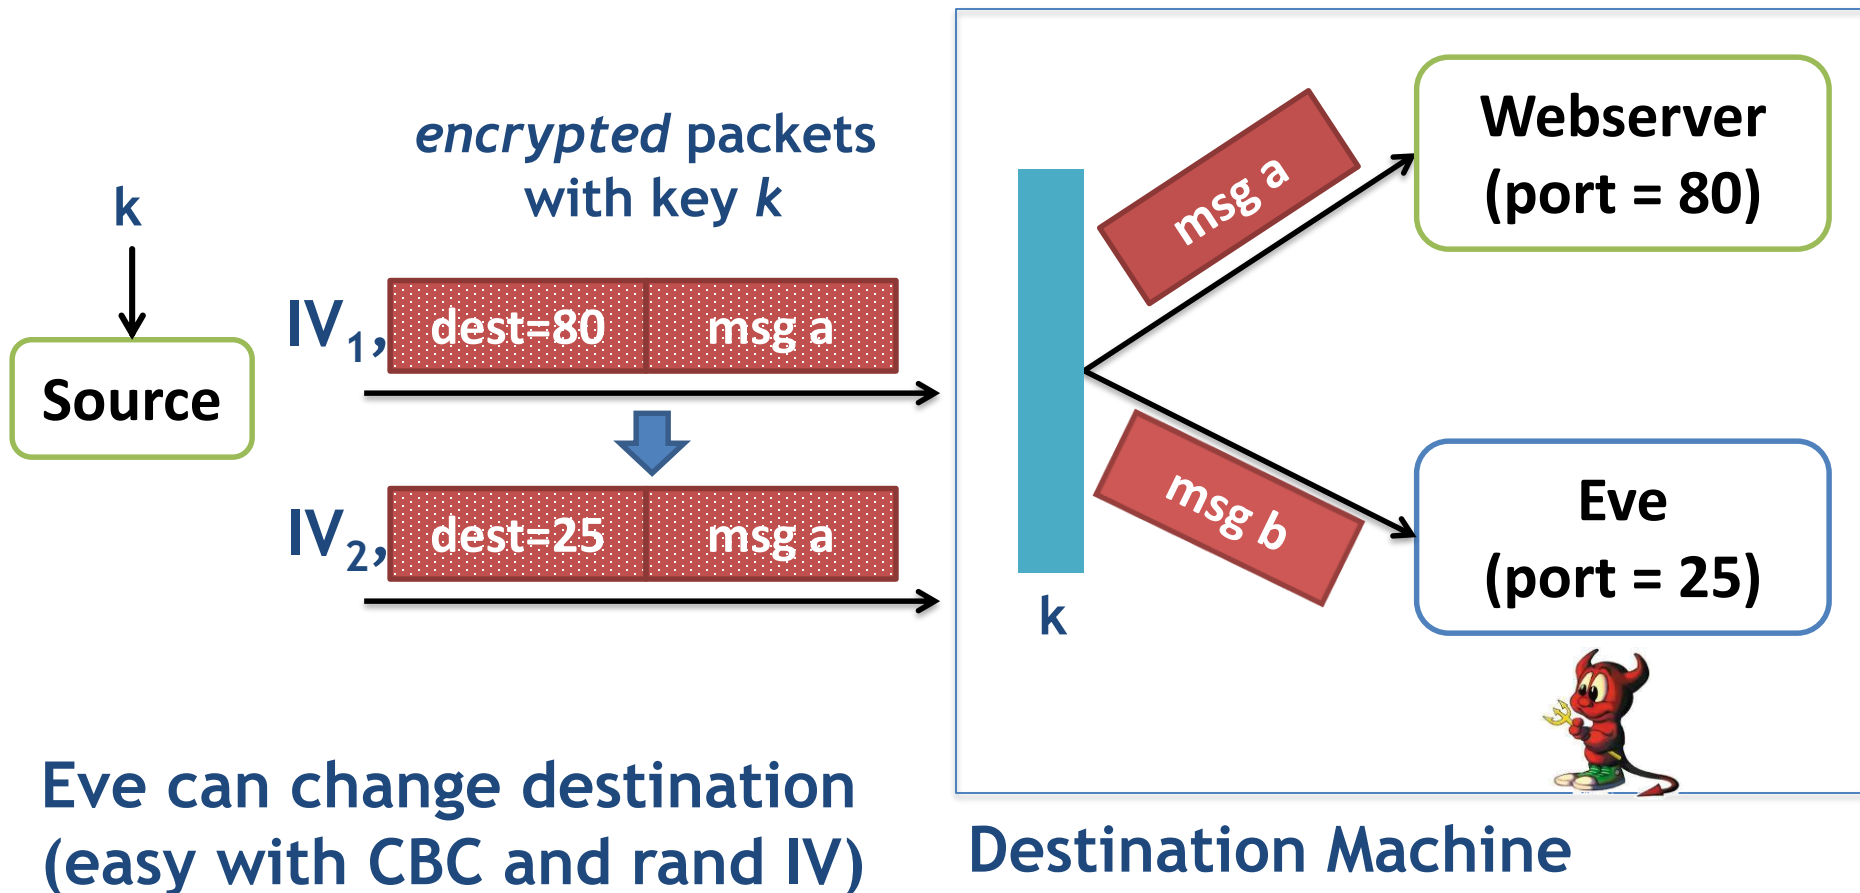 encrypted packets
with key k
k
Source
IV1, dest=80 msg a
IV2, dest=25 msg a
Eve can change destination
(easy with CBC and rand IV)
msg a
Webserver
(port = 80)
msg b
Eve
(port = 25)
k
Destination Machine